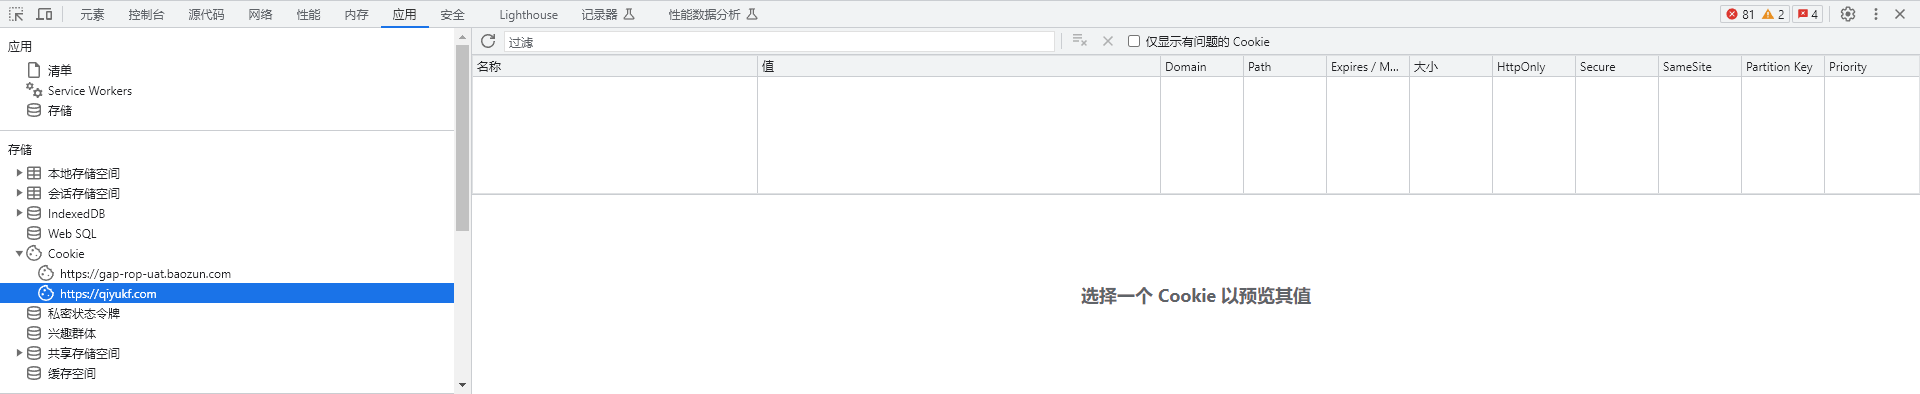 元素 控制台 源代码 网络 性能 内存 应用 安全 Lighthouse 记录器 性能数据分析 81 2 4
应用
清单
Service Workers
存储
存储
本地存储空间
会话存储空间
IndexedDB
Web SQL
Cookie
https://gap-rop-uat.baozun.com
https://qiyukf.com
私密状态令牌
兴趣群体
共享存储空间
缓存空间
过滤 仅显示有问题的 Cookie
名称 值 Domain Path Expires / M... 大小 HttpOnly Secure SameSite Partition Key Priority
选择一个 Cookie 以预览其值